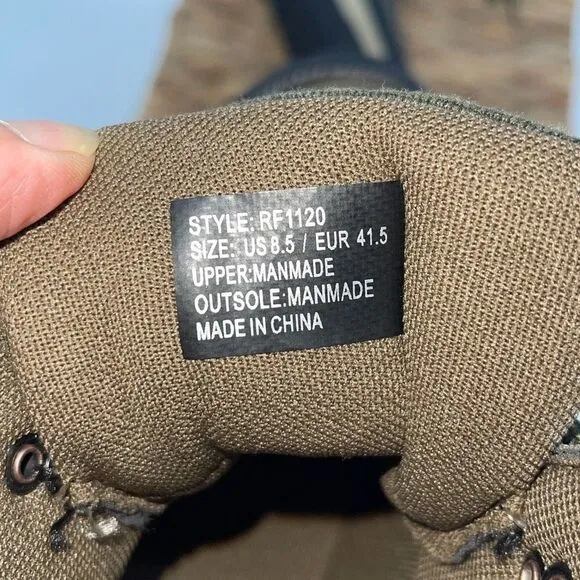 STYLE: RF1120
SIZE: US 8.5 / EUR 41.5
UPPER:MANMADE
OUTSOLE:MANMADE
MADE IN CHINA